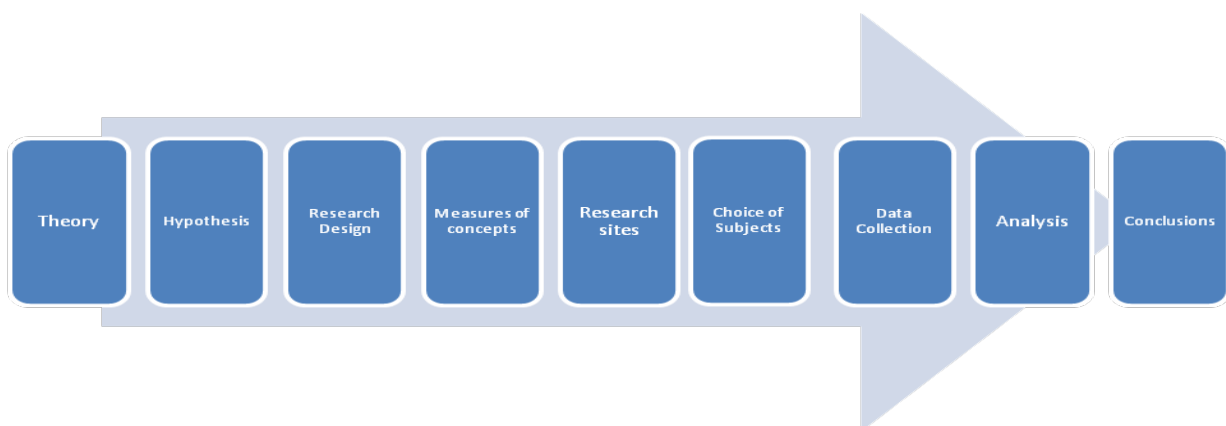 Theory
Hypothesis
Research
Design
Measures of
concepts
Research
sites
Choice of
Subjects
Data
Collection
Analysis
Conclusions